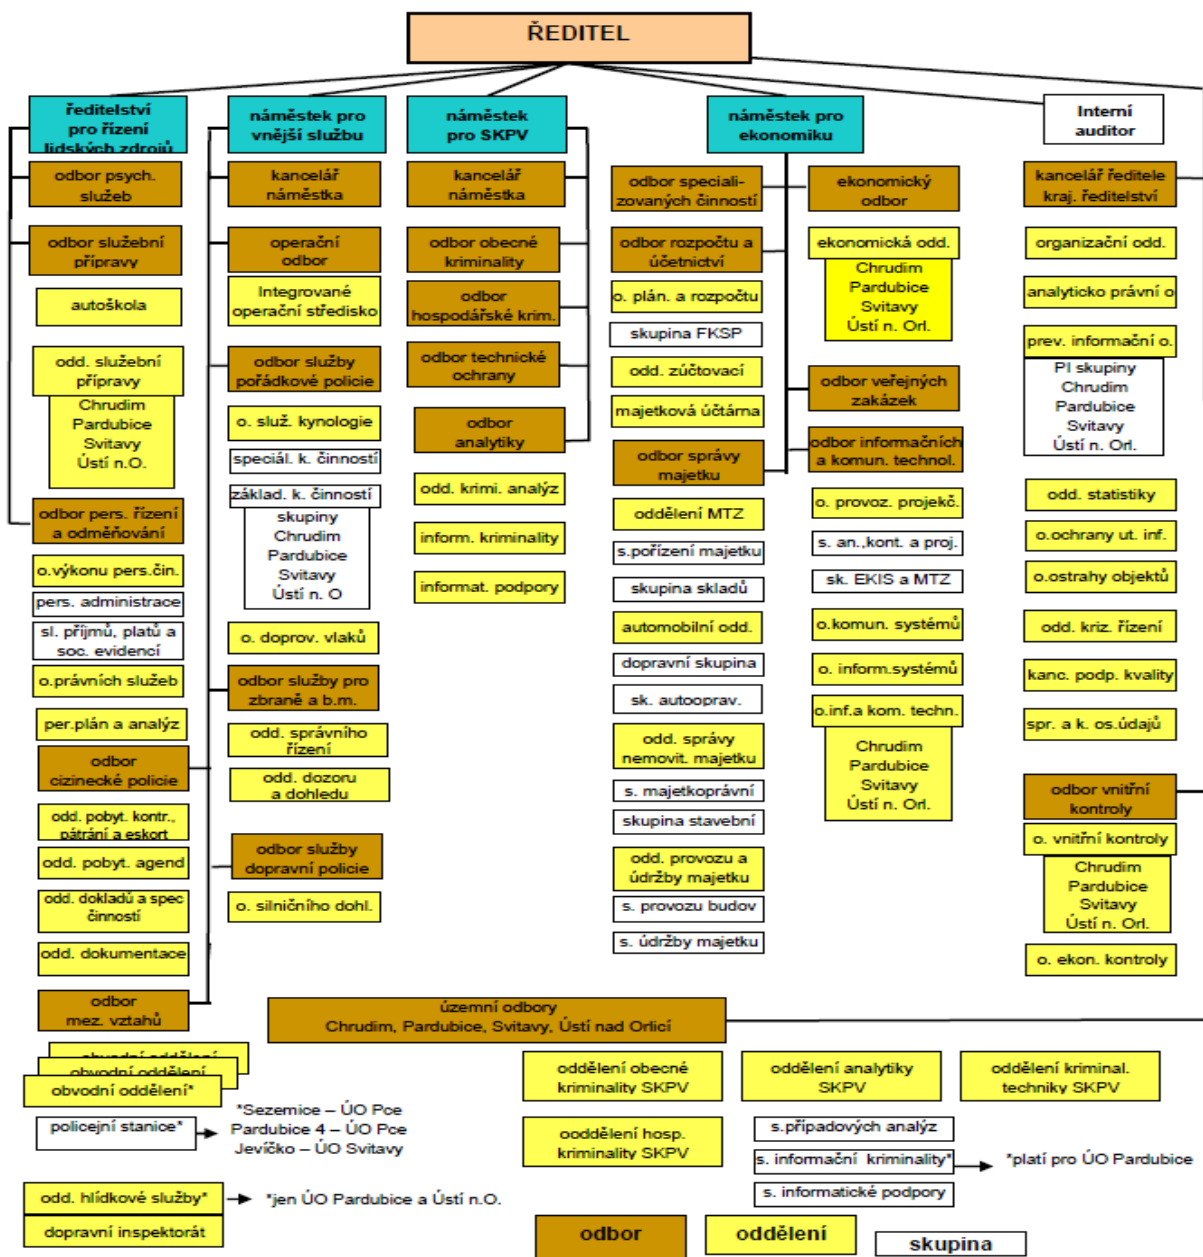 ŘEDITEL
ředitelství
pro řízení
lidských zdrojů
odbor psych.
služeb
odbor služební
přípravy
autoškola
odd. služební
přípravy
Chrudim
Pardubice
Svitavy
Ústí n.O.
odbor pers. řízení
a odměňování
o.výkonu pers.čin.
pers. administrace
sl. příjmů, platů a
soc. evidencí
o.právních služeb
per.plán a analýz
odbor
cizinecké policie
odd. pobyt. kontr.,
pátrání a eskort
odd. pobyt. agend
odd. dokladů a spec
činností
odd. dokumentace
odbor
mez. vztahů
náměstek pro
vnější službu
kancelář
náměstka
operační
odbor
Integrované
operační středisko
odbor služby
pořádkové policie
o. služ. kynologie
speciál. k. činností
základ. k. činností
skupiny
Chrudim
Pardubice
Svitavy
Ústí n. O
o. doprov. vlaků
odbor služby pro
zbraně a b.m.
odd. správního
řízení
odd. dozoru
a dohledu
odbor služby
dopravní policie
o. silničního dohl.
náměstek
pro SKPV
kancelář
náměstka
odbor obecné
kriminality
odbor
hospodářské krim.
odbor technické
ochrany
odbor
analytiky
odd. krimi. analýz
inform. kriminality
informat. podpory
náměstek pro
ekonomiku
odbor speciali-
zovaných činností
odbor rozpočtu a
účetnictví
o. plán. a rozpočtu
skupina FKSP
odd. zúčtovací
majetková účtárna
odbor správy
majetku
oddělení MTZ
s.pořízení majetku
skupina skladů
automobilní odd.
dopravní skupina
sk. autooprav.
odd. správy
nemovit. majetku
s. majetkoprávní
skupina stavební
odd. provozu a
údržby majetku
s. provozu budov
s. údržby majetku
ekonomický
odbor
ekonomická odd.
Chrudim
Pardubice
Svitavy
Ústí n. Orl.
odbor veřejných
zakázek
odbor informačních
a komun. technol.
o. provoz. projekč.
s. an.,kont. a proj.
sk. EKIS a MTZ
o.komun. systémů
o. inform.systémů
o.inf.a kom. techn.
Chrudim
Pardubice
Svitavy
Ústí n. Orl.
Interní
auditor
kancelář ředitele
kraj. ředitelství
organizační odd.
analyticko právní o
prev. informační o.
PI skupiny
Chrudim
Pardubice
Svitavy
Ústí n. Orl.
odd. statistiky
o.ochrany ut. inf.
o.ostrahy objektů
odd. kriz. řízení
kanc. podp. kvality
spr. a k. os.údajů
odbor vnitřní
kontroly
o. vnitřní kontroly
Chrudim
Pardubice
Svitavy
Ústí n. Orl.
o. ekon. kontroly
územní odbory
Chrudim, Pardubice, Svitavy, Ústí nad Orlicí
obvodní oddělení
obvodní oddělení
obvodní oddělení*
policejní stanice*
*Sezemice – ÚO Pce
Pardubice 4 – ÚO Pce
Jevíčko – ÚO Svitavy
odd. hlídkové služby*
*jen ÚO Pardubice a Ústí n.O.
dopravní inspektorát
oddělení obecné
kriminality SKPV
oddělení analytiky
SKPV
oddělení kriminal.
techniky SKPV
ooddělení hosp.
kriminality SKPV
s.případových analýz
s. informační kriminality*
*platí pro ÚO Pardubice
s. informatické podpory
odbor
oddělení
skupina